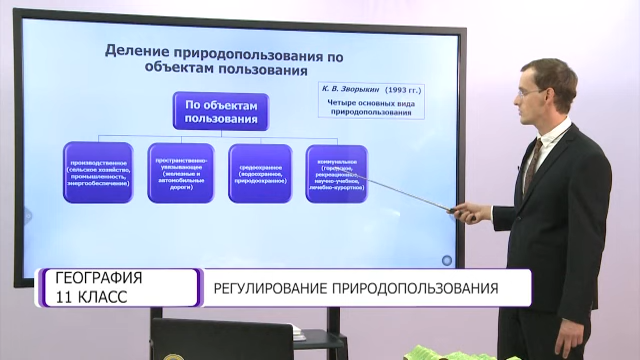 Деление природопользования по
объектам пользования
К. В. Зворыкин (1993 гг.)
Четыре основных вида
природопользования
По объектам
пользования
производственное
(сельское хозяйство,
промышленность,
энергообеспечение)
пространственно-
увязывающее
(железные и
автомобильные
дороги)
средоохранное
(водоохранное,
природоохранное)
коммунальное
(городское,
рекреационное,
научно-учебное,
лечебно-курортное)
ГЕОГРАФИЯ
11 КЛАСС
РЕГУЛИРОВАНИЕ ПРИРОДОПОЛЬЗОВАНИЯ